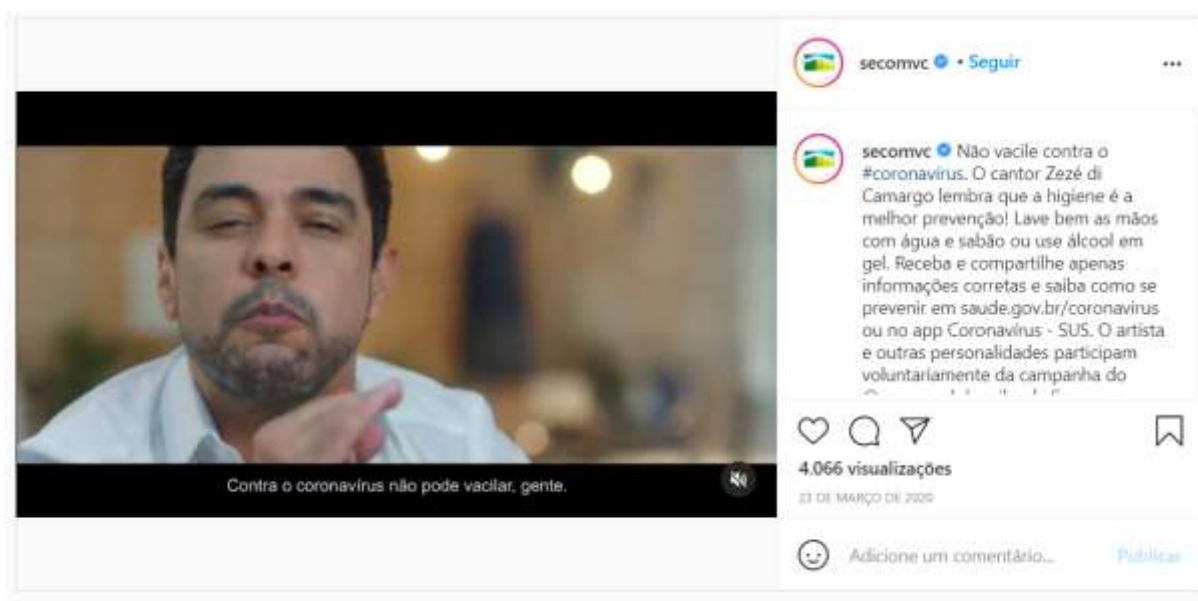 secomvc • Seguir
secomvc Não vacile contra o
#coronavírus. O cantor Zezé di
Camargo lembra que a higiene é a
melhor prevenção! Lave bem as mãos
com água e sabão ou use álcool em
gel. Receba e compartilhe apenas
informações corretas e saiba como se
prevenir em saude.gov.br/coronavirus
ou no app Coronavírus - SUS. O artista
e outras personalidades participam
voluntariamente da campanha do
Contra o coronavírus não pode vacilar, gente.
4.066 visualizações
23 DE MARÇO DE 2020
Adicione um comentário... Publicar